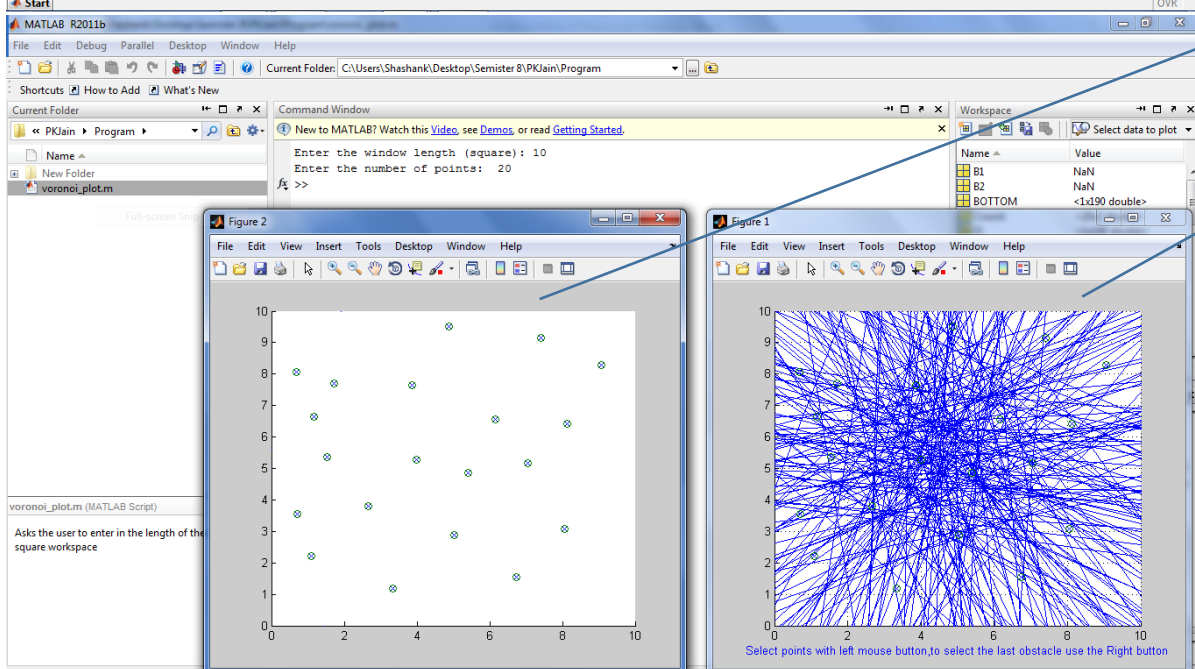 Start
OVR
MATLAB R2011b
File Edit Debug Parallel Desktop Window Help
Current Folder: C:\Users\Shashank\Desktop\Semister 8\PKJain\Program
Shortcuts How to Add What's New
Current Folder
« PKJain Program
Name
New Folder
voronoi_plot.m
Full-screen Snip
voronoi_plot.m (MATLAB Script)
Asks the user to enter in the length of the
square workspace
Command Window
New to MATLAB? Watch this Video, see Demos, or read Getting Started.
Enter the window length (square): 10
Enter the number of points: 20
fx >>
Workspace
Select data to plot
Name Value
B1 NaN
B2 NaN
BOTTOM <1x190 double>
Figure 2
File Edit View Insert Tools Desktop Window Help
10
9
8
7
6
5
4
3
2
1
0
0 2 4 6 8 10
Figure 1
File Edit View Insert Tools Desktop Window Help
10
9
8
7
6
5
4
3
2
1
0
0 2 4 6 8 10
Select points with left mouse button,to select the last obstacle use the Right button